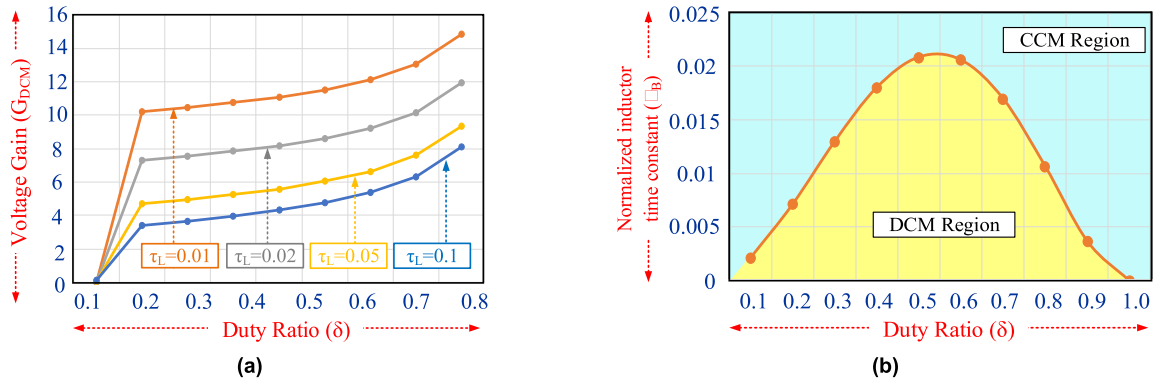 16
14
12
10
8
6
4
2
0
Voltage Gain (G_DCM)
τL=0.01
τL=0.02
τL=0.05
τL=0.1
0.1 0.2 0.3 0.4 0.5 0.6 0.7 0.8
Duty Ratio (δ)
(a)
0.025
0.02
0.015
0.01
0.005
0
Normalized inductor
time constant (□B)
CCM Region
DCM Region
0.1 0.2 0.3 0.4 0.5 0.6 0.7 0.8 0.9 1.0
Duty Ratio (δ)
(b)